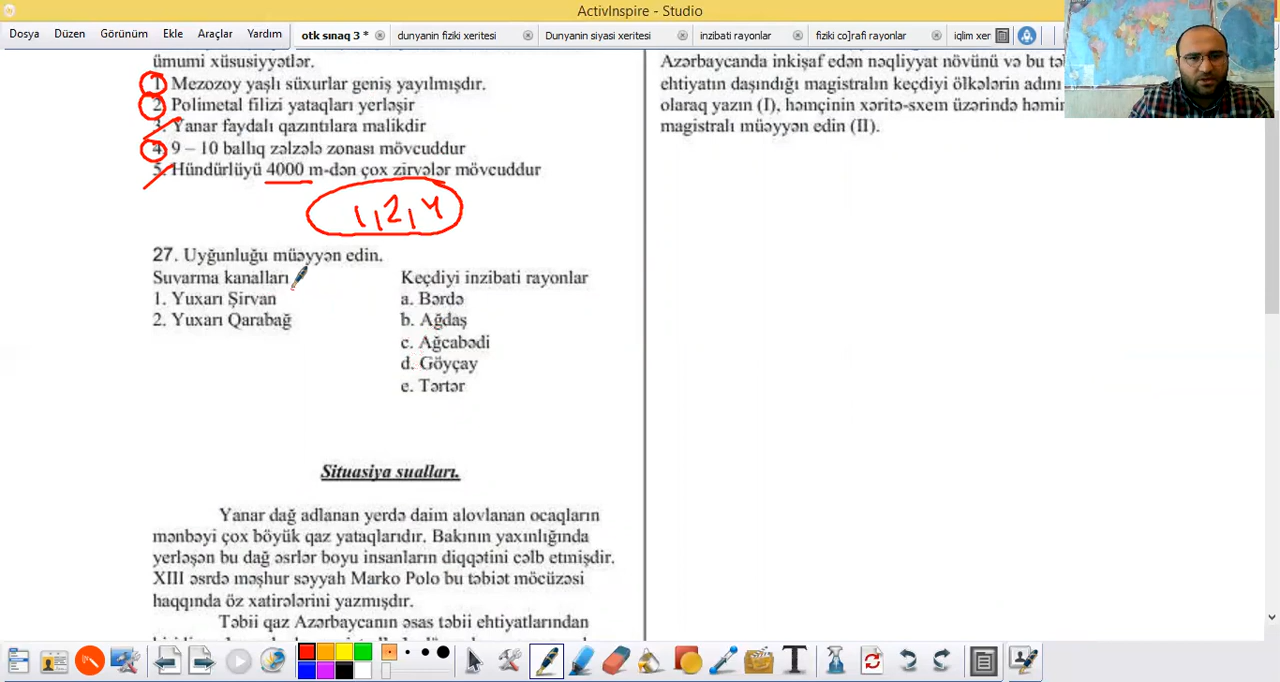 ActivInspire - Studio
Dosya Düzen Görünüm Ekle Araçlar Yardım
otk sınaq 3 * dunyanin fiziki xeritesi Dunyanin siyasi xeritesi inzibati rayonlar fiziki co]rafi rayonlar iqlim xer
ümumi xüsusiyyətlər.
1. Mezozoy yaşlı süxurlar geniş yayılmışdır.
2. Polimetal filizi yataqları yerləşir
3. Yanar faydalı qazıntılara malikdir
4. 9 – 10 ballıq zəlzələ zonası mövcuddur
5. Hündürlüyü 4000 m-dən çox zirvələr mövcuddur
1,2,4
27. Uyğunluğu müəyyən edin.
Suvarma kanalları Keçdiyi inzibati rayonlar
1. Yuxarı Şirvan a. Bərdə
2. Yuxarı Qarabağ b. Ağdaş
c. Ağcabədi
d. Göyçay
e. Tərtər
Situasiya sualları.
Yanar dağ adlanan yerdə daim alovlanan ocaqların
mənbəyi çox böyük qaz yataqlarıdır. Bakının yaxınlığında
yerləşən bu dağ əsrlər boyu insanların diqqətini cəlb etmişdir.
XIII əsrdə məşhur səyyah Marko Polo bu təbiət möcüzəsi
haqqında öz xatirələrini yazmışdır.
Təbii qaz Azərbaycanın əsas təbii ehtiyatlarından
Azərbaycanda inkişaf edən nəqliyyat növünü və bu tə
ehtiyatın daşındığı magistralın keçdiyi ölkələrin adını
olaraq yazın (I), həmçinin xəritə-sxem üzərində həmin
magistralı müəyyən edin (II).